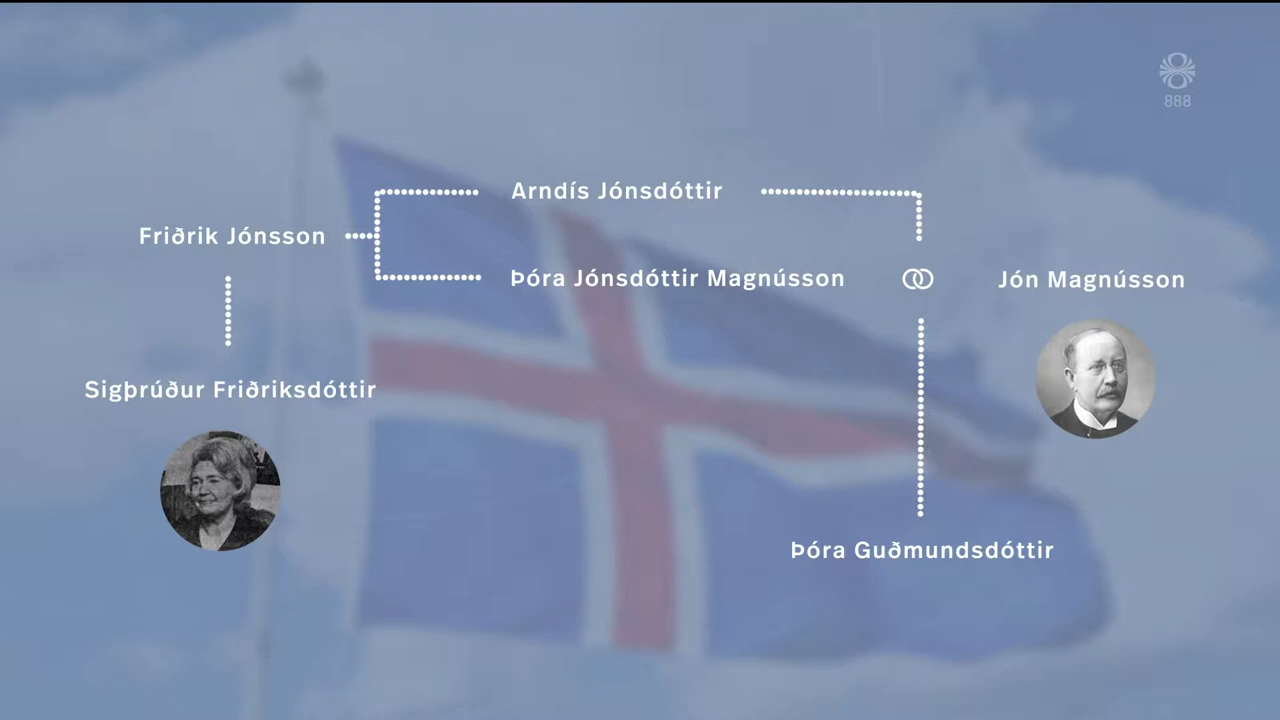 888
Arndís Jónsdóttir
Friðrik Jónsson
Þóra Jónsdóttir Magnússon
Jón Magnússon
Sigþrúður Friðriksdóttir
Þóra Guðmundsdóttir